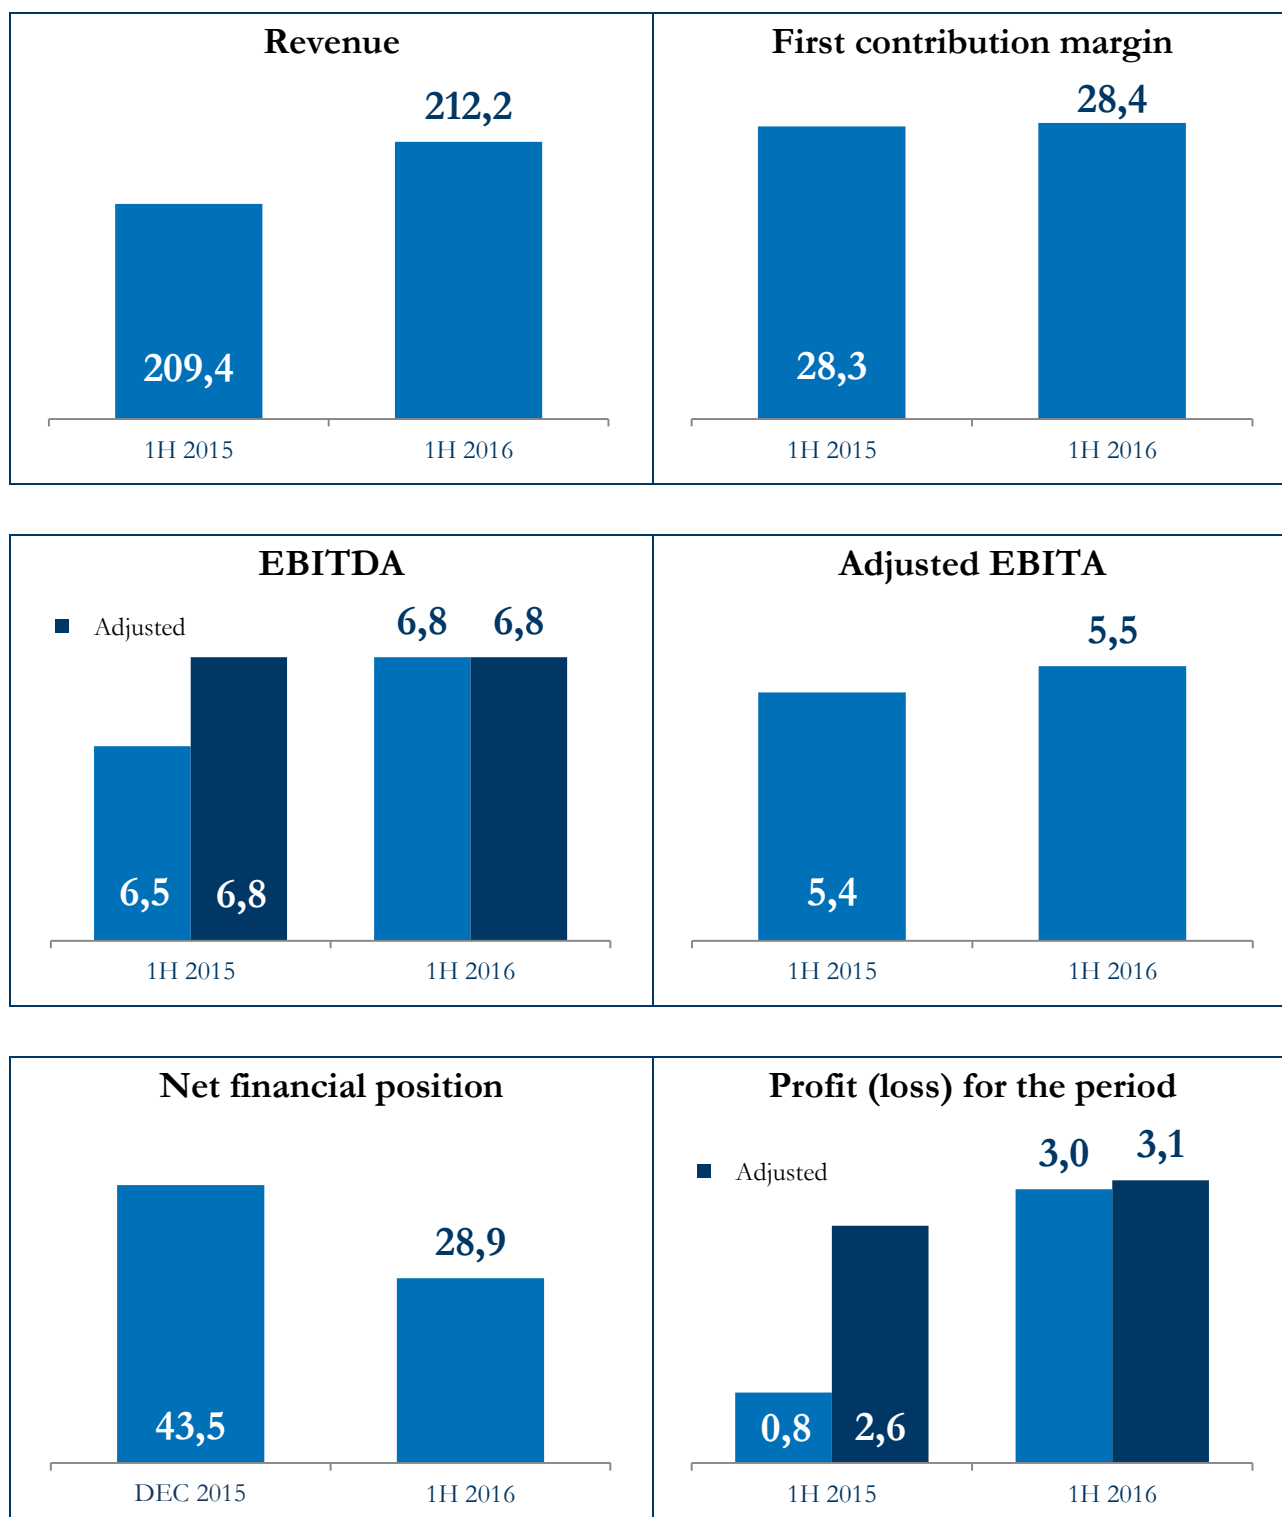 Revenue
212,2
209,4
1H 2015 1H 2016
First contribution margin
28,4
28,3
1H 2015 1H 2016
EBITDA
Adjusted
6,8 6,8
6,5 6,8
1H 2015 1H 2016
Adjusted EBITA
5,5
5,4
1H 2015 1H 2016
Net financial position
28,9
43,5
DEC 2015 1H 2016
Profit (loss) for the period
Adjusted
3,0 3,1
0,8 2,6
1H 2015 1H 2016